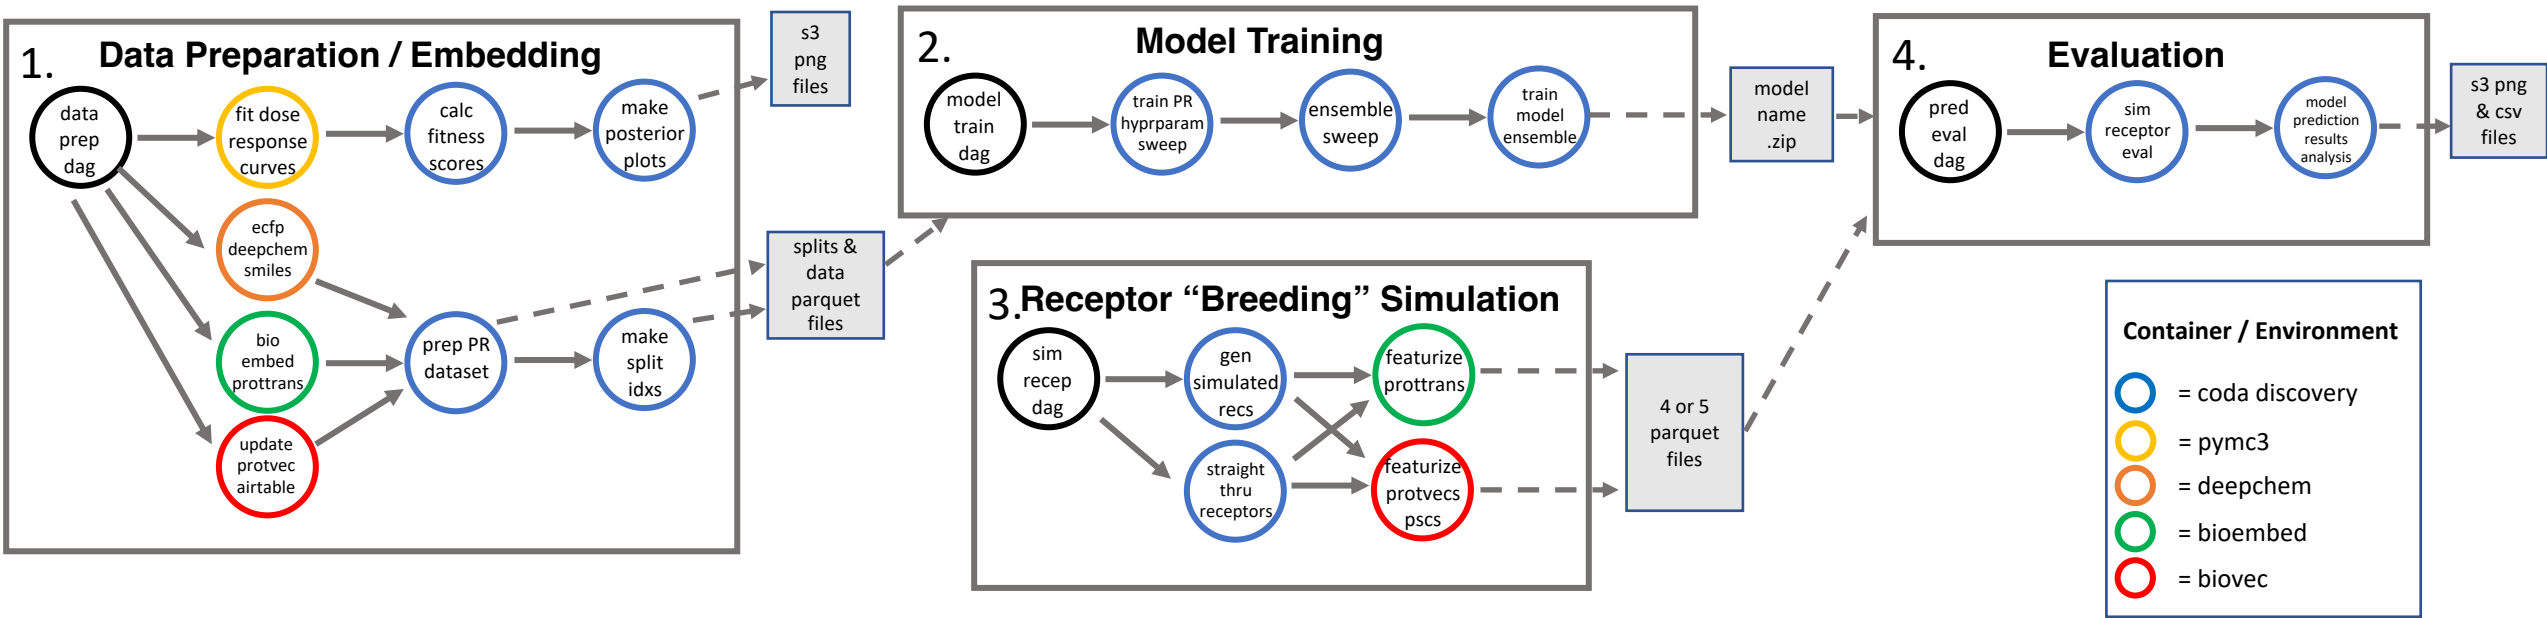 1.
Data Preparation / Embedding
data
prep
dag
fit dose
response
curves
calc
fitness
scores
make
posterior
plots
s3
png
files
ecfp
deepchem
smiles
bio
embed
prottrans
update
protvec
airtable
prep PR
dataset
make
split
idxs
splits &
data
parquet
files
2.
Model Training
model
train
dag
train PR
hyprparam
sweep
ensemble
sweep
train
model
ensemble
model
name
.zip
3.
Receptor “Breeding” Simulation
sim
recep
dag
gen
simulated
recs
straight
thru
receptors
featurize
prottrans
featurize
protvecs
pscs
4 or 5
parquet
files
4.
Evaluation
pred
eval
dag
sim
receptor
eval
model
prediction
results
analysis
s3 png
& csv
files
Container / Environment
= coda discovery
= pymc3
= deepchem
= bioembed
= biovec